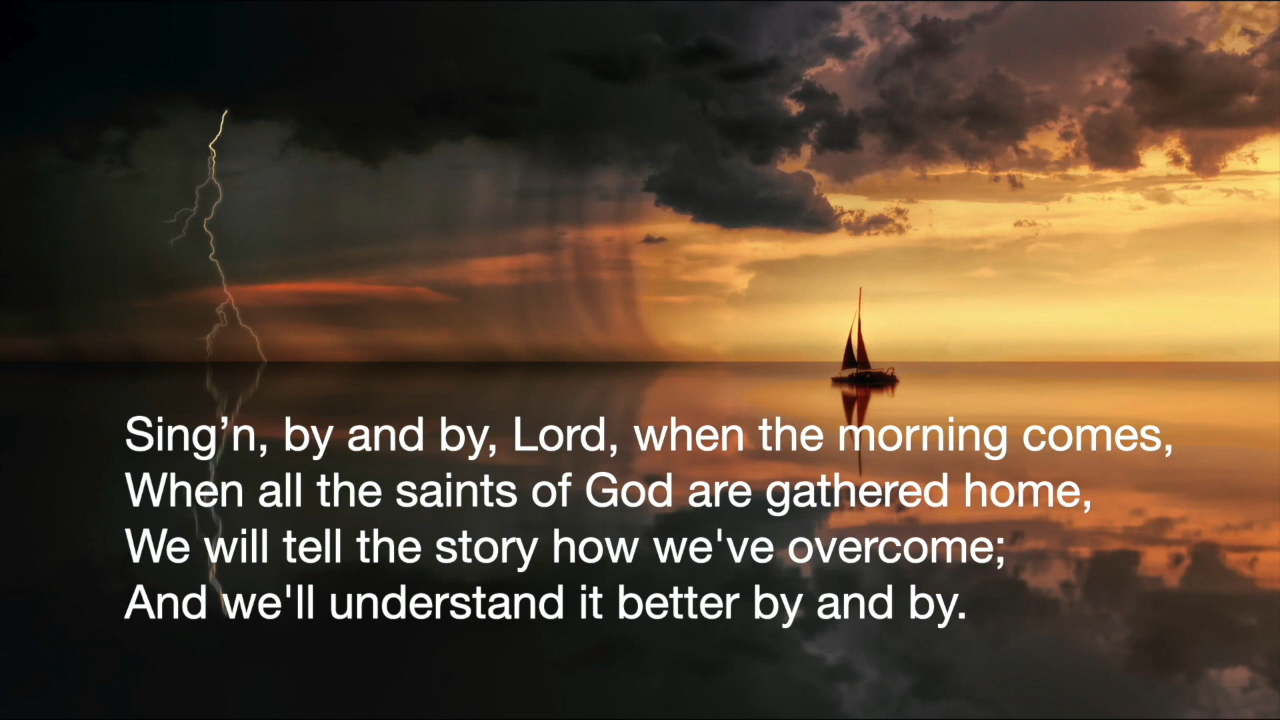 Sing’n, by and by, Lord, when the morning comes,
When all the saints of God are gathered home,
We will tell the story how we've overcome;
And we'll understand it better by and by.